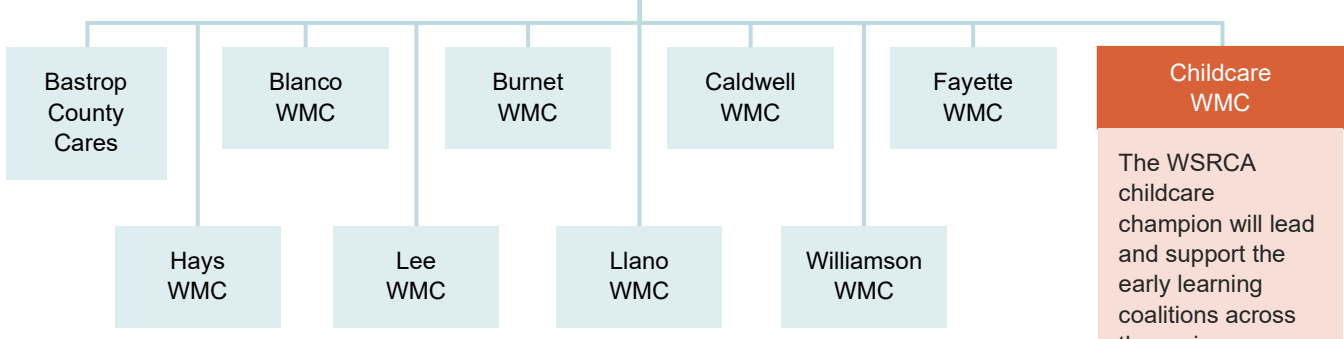 Bastrop
County
Cares
Blanco
WMC
Burnet
WMC
Caldwell
WMC
Fayette
WMC
Childcare
WMC
Hays
WMC
Lee
WMC
Llano
WMC
Williamson
WMC
The WSRCA
childcare
champion will lead
and support the
early learning
coalitions across